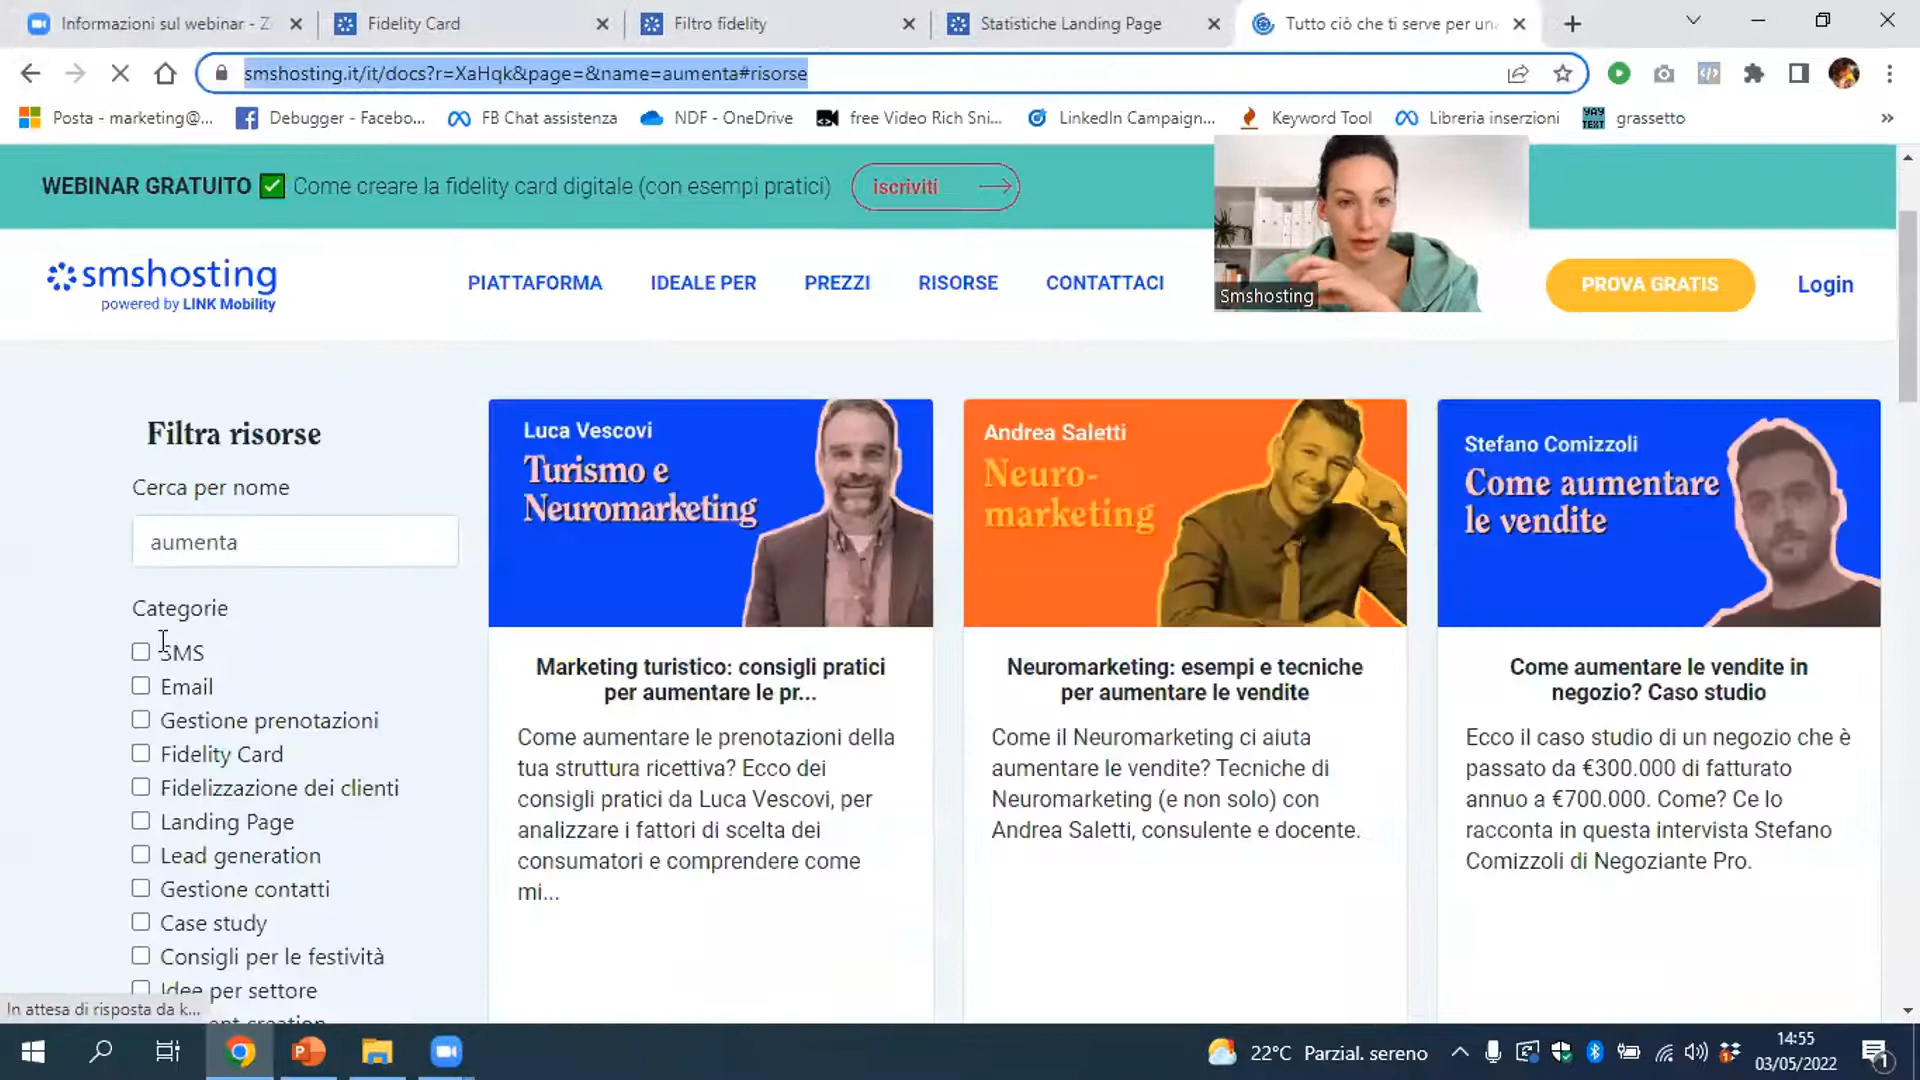 Informazioni sul webinar - Z
Fidelity Card
Filtro fidelity
Statistiche Landing Page
Tutto ciò che ti serve per una
smshosting.it/it/docs?r=XaHqk&page=&name=aumenta#risorse
Posta - marketing@...
Debugger - Facebo...
FB Chat assistenza
NDF - OneDrive
free Video Rich Sni...
LinkedIn Campaign...
Keyword Tool
Libreria inserzioni
YAY TEXT
grassetto
»
WEBINAR GRATUITO ✅ Come creare la fidelity card digitale (con esempi pratici)
iscriviti
smshosting
powered by LINK Mobility
PIATTAFORMA
IDEALE PER
PREZZI
RISORSE
CONTATTACI
Smshosting
PROVA GRATIS
Login
Filtra risorse
Cerca per nome
aumenta
Categorie
SMS
Email
Gestione prenotazioni
Fidelity Card
Fidelizzazione dei clienti
Landing Page
Lead generation
Gestione contatti
Case study
Consigli per le festività
Idee per settore
Luca Vescovi
Turismo e
Neuromarketing
Marketing turistico: consigli pratici
per aumentare le pr...
Come aumentare le prenotazioni della
tua struttura ricettiva? Ecco dei
consigli pratici da Luca Vescovi, per
analizzare i fattori di scelta dei
consumatori e comprendere come
mi...
Andrea Saletti
Neuro-
marketing
Neuromarketing: esempi e tecniche
per aumentare le vendite
Come il Neuromarketing ci aiuta
aumentare le vendite? Tecniche di
Neuromarketing (e non solo) con
Andrea Saletti, consulente e docente.
Stefano Comizzoli
Come aumentare
le vendite
Come aumentare le vendite in
negozio? Caso studio
Ecco il caso studio di un negozio che è
passato da €300.000 di fatturato
annuo a €700.000. Come? Ce lo
racconta in questa intervista Stefano
Comizzoli di Negoziante Pro.
In attesa di risposta da k...
22°C Parzial. sereno
14:55
03/05/2022
1